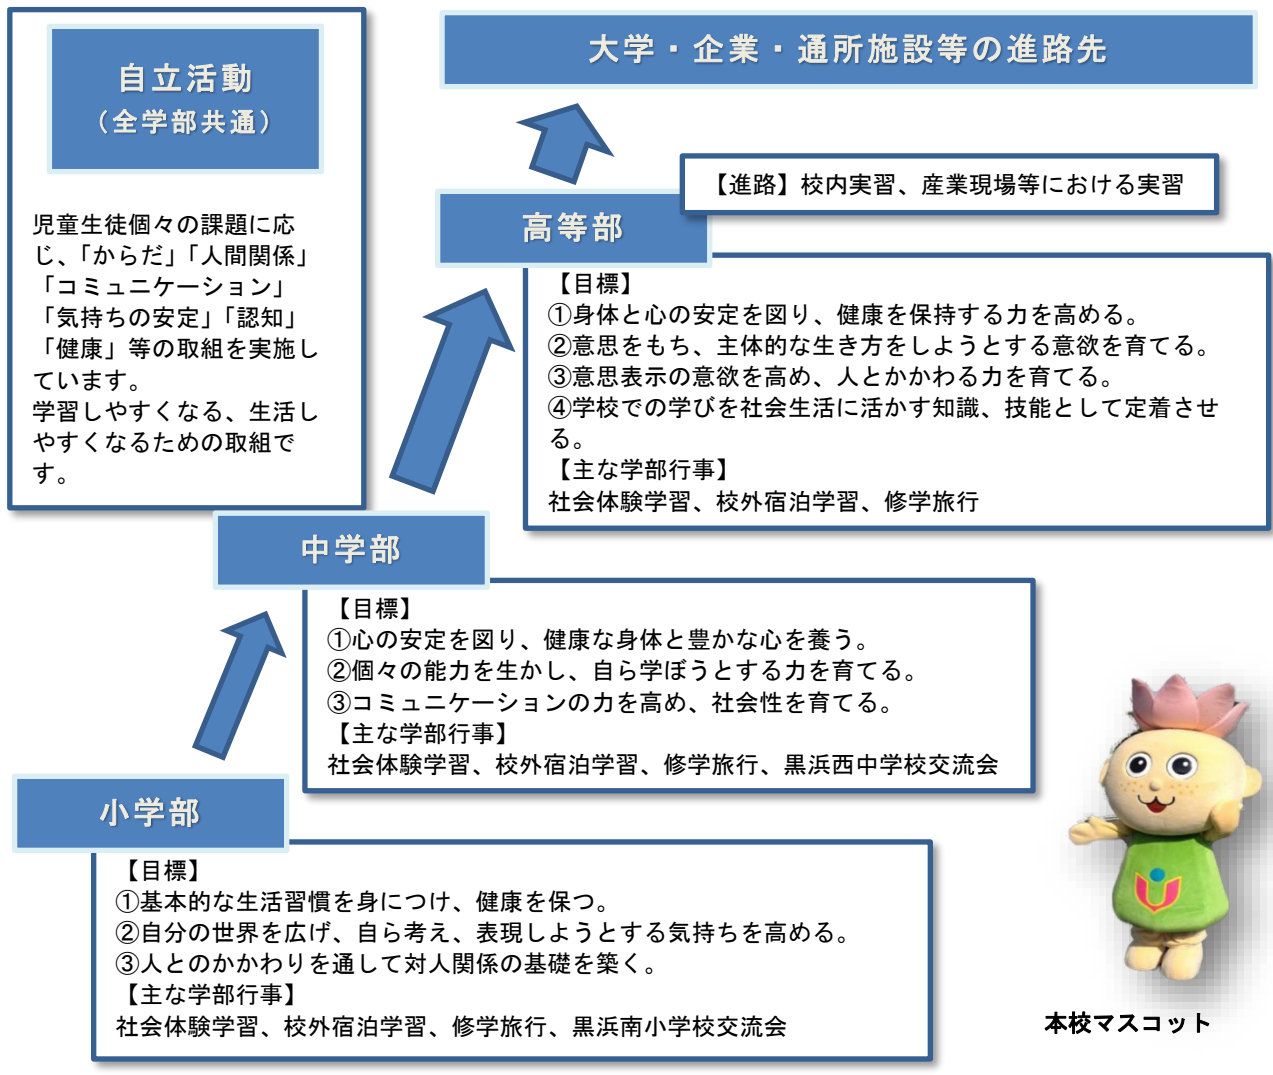 自立活動
（全学部共通）
児童生徒個々の課題に応
じ、「からだ」「人間関係」
「コミュニケーション」
「気持ちの安定」「認知」
「健康」等の取組を実施し
ています。
学習しやすくなる、生活し
やすくなるための取組で
す。
大学・企業・通所施設等の進路先
【進路】校内実習、産業現場等における実習
高等部
【目標】
①身体と心の安定を図り、健康を保持する力を高める。
②意思をもち、主体的な生き方をしようとする意欲を育てる。
③意思表示の意欲を高め、人とかかわる力を育てる。
④学校での学びを社会生活に活かす知識、技能として定着させ
る。
【主な学部行事】
社会体験学習、校外宿泊学習、修学旅行
中学部
【目標】
①心の安定を図り、健康な身体と豊かな心を養う。
②個々の能力を生かし、自ら学ぼうとする力を育てる。
③コミュニケーションの力を高め、社会性を育てる。
【主な学部行事】
社会体験学習、校外宿泊学習、修学旅行、黒浜西中学校交流会
小学部
【目標】
①基本的な生活習慣を身につけ、健康を保つ。
②自分の世界を広げ、自ら考え、表現しようとする気持ちを高める。
③人とのかかわりを通して対人関係の基礎を築く。
【主な学部行事】
社会体験学習、校外宿泊学習、修学旅行、黒浜南小学校交流会
本校マスコット